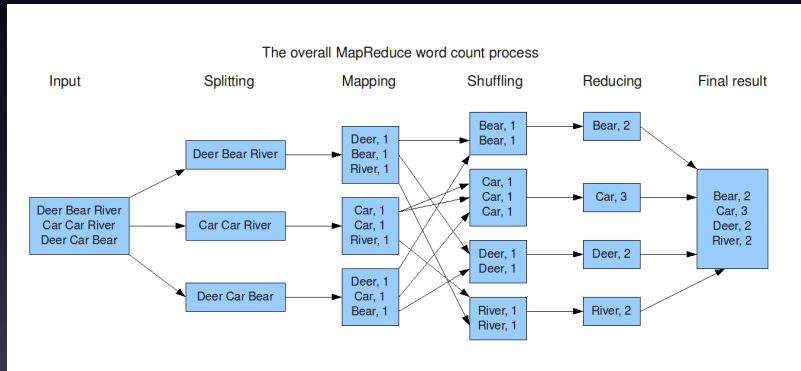 The overall MapReduce word count process
Input
Splitting
Mapping
Shuffling
Reducing
Final result
Deer Bear River
Car Car River
Deer Car Bear
Deer Bear River
Car Car River
Deer Car Bear
Deer, 1
Bear, 1
River, 1
Car, 1
Car, 1
River, 1
Deer, 1
Car, 1
Bear, 1
Bear, 1
Bear, 1
Car, 1
Car, 1
Car, 1
Deer, 1
Deer, 1
River, 1
River, 1
Bear, 2
Car, 3
Deer, 2
River, 2
Bear, 2
Car, 3
Deer, 2
River, 2